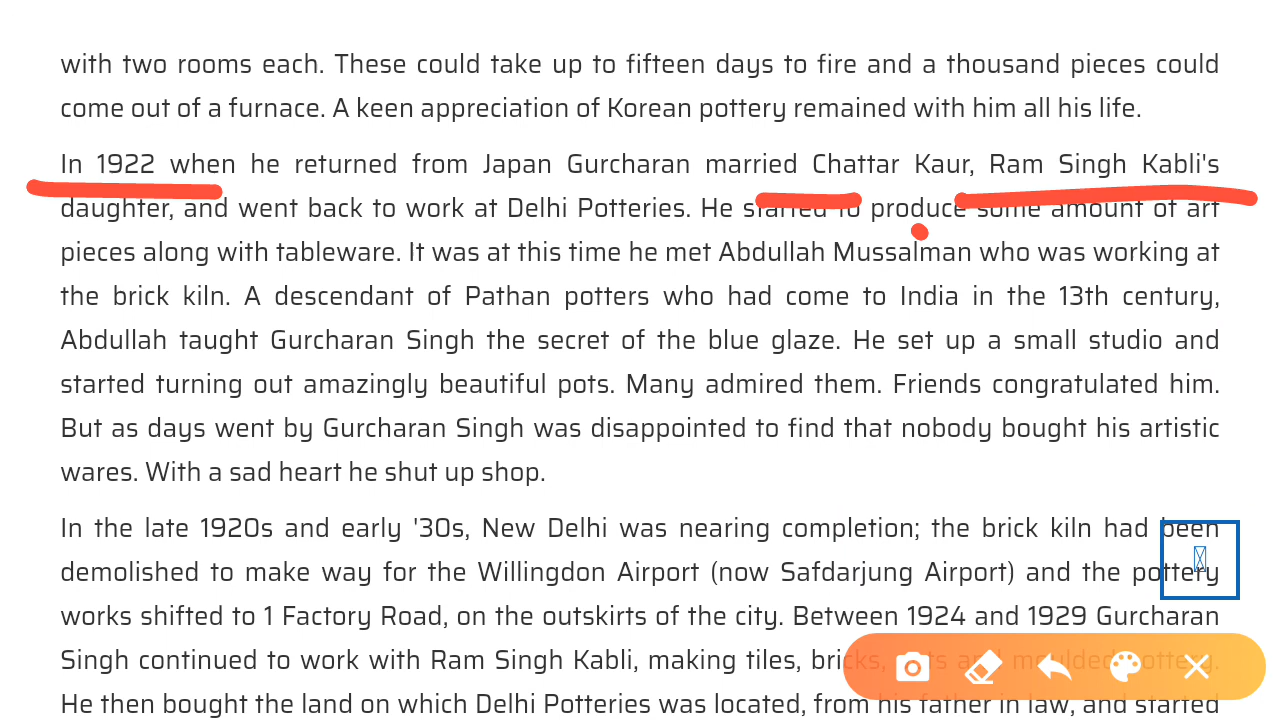 with two rooms each. These could take up to fifteen days to fire and a thousand pieces could
come out of a furnace. A keen appreciation of Korean pottery remained with him all his life.
In 1922 when he returned from Japan Gurcharan married Chattar Kaur, Ram Singh Kabli's
daughter, and went back to work at Delhi Potteries. He started to produce some amount of art
pieces along with tableware. It was at this time he met Abdullah Mussalman who was working at
the brick kiln. A descendant of Pathan potters who had come to India in the 13th century,
Abdullah taught Gurcharan Singh the secret of the blue glaze. He set up a small studio and
started turning out amazingly beautiful pots. Many admired them. Friends congratulated him.
But as days went by Gurcharan Singh was disappointed to find that nobody bought his artistic
wares. With a sad heart he shut up shop.
In the late 1920s and early '30s, New Delhi was nearing completion; the brick kiln had been
demolished to make way for the Willingdon Airport (now Safdarjung Airport) and the pottery
works shifted to 1 Factory Road, on the outskirts of the city. Between 1924 and 1929 Gurcharan
Singh continued to work with Ram Singh Kabli, making tiles, bricks, and moulded pottery.
He then bought the land on which Delhi Potteries was located, from his father in law, and started